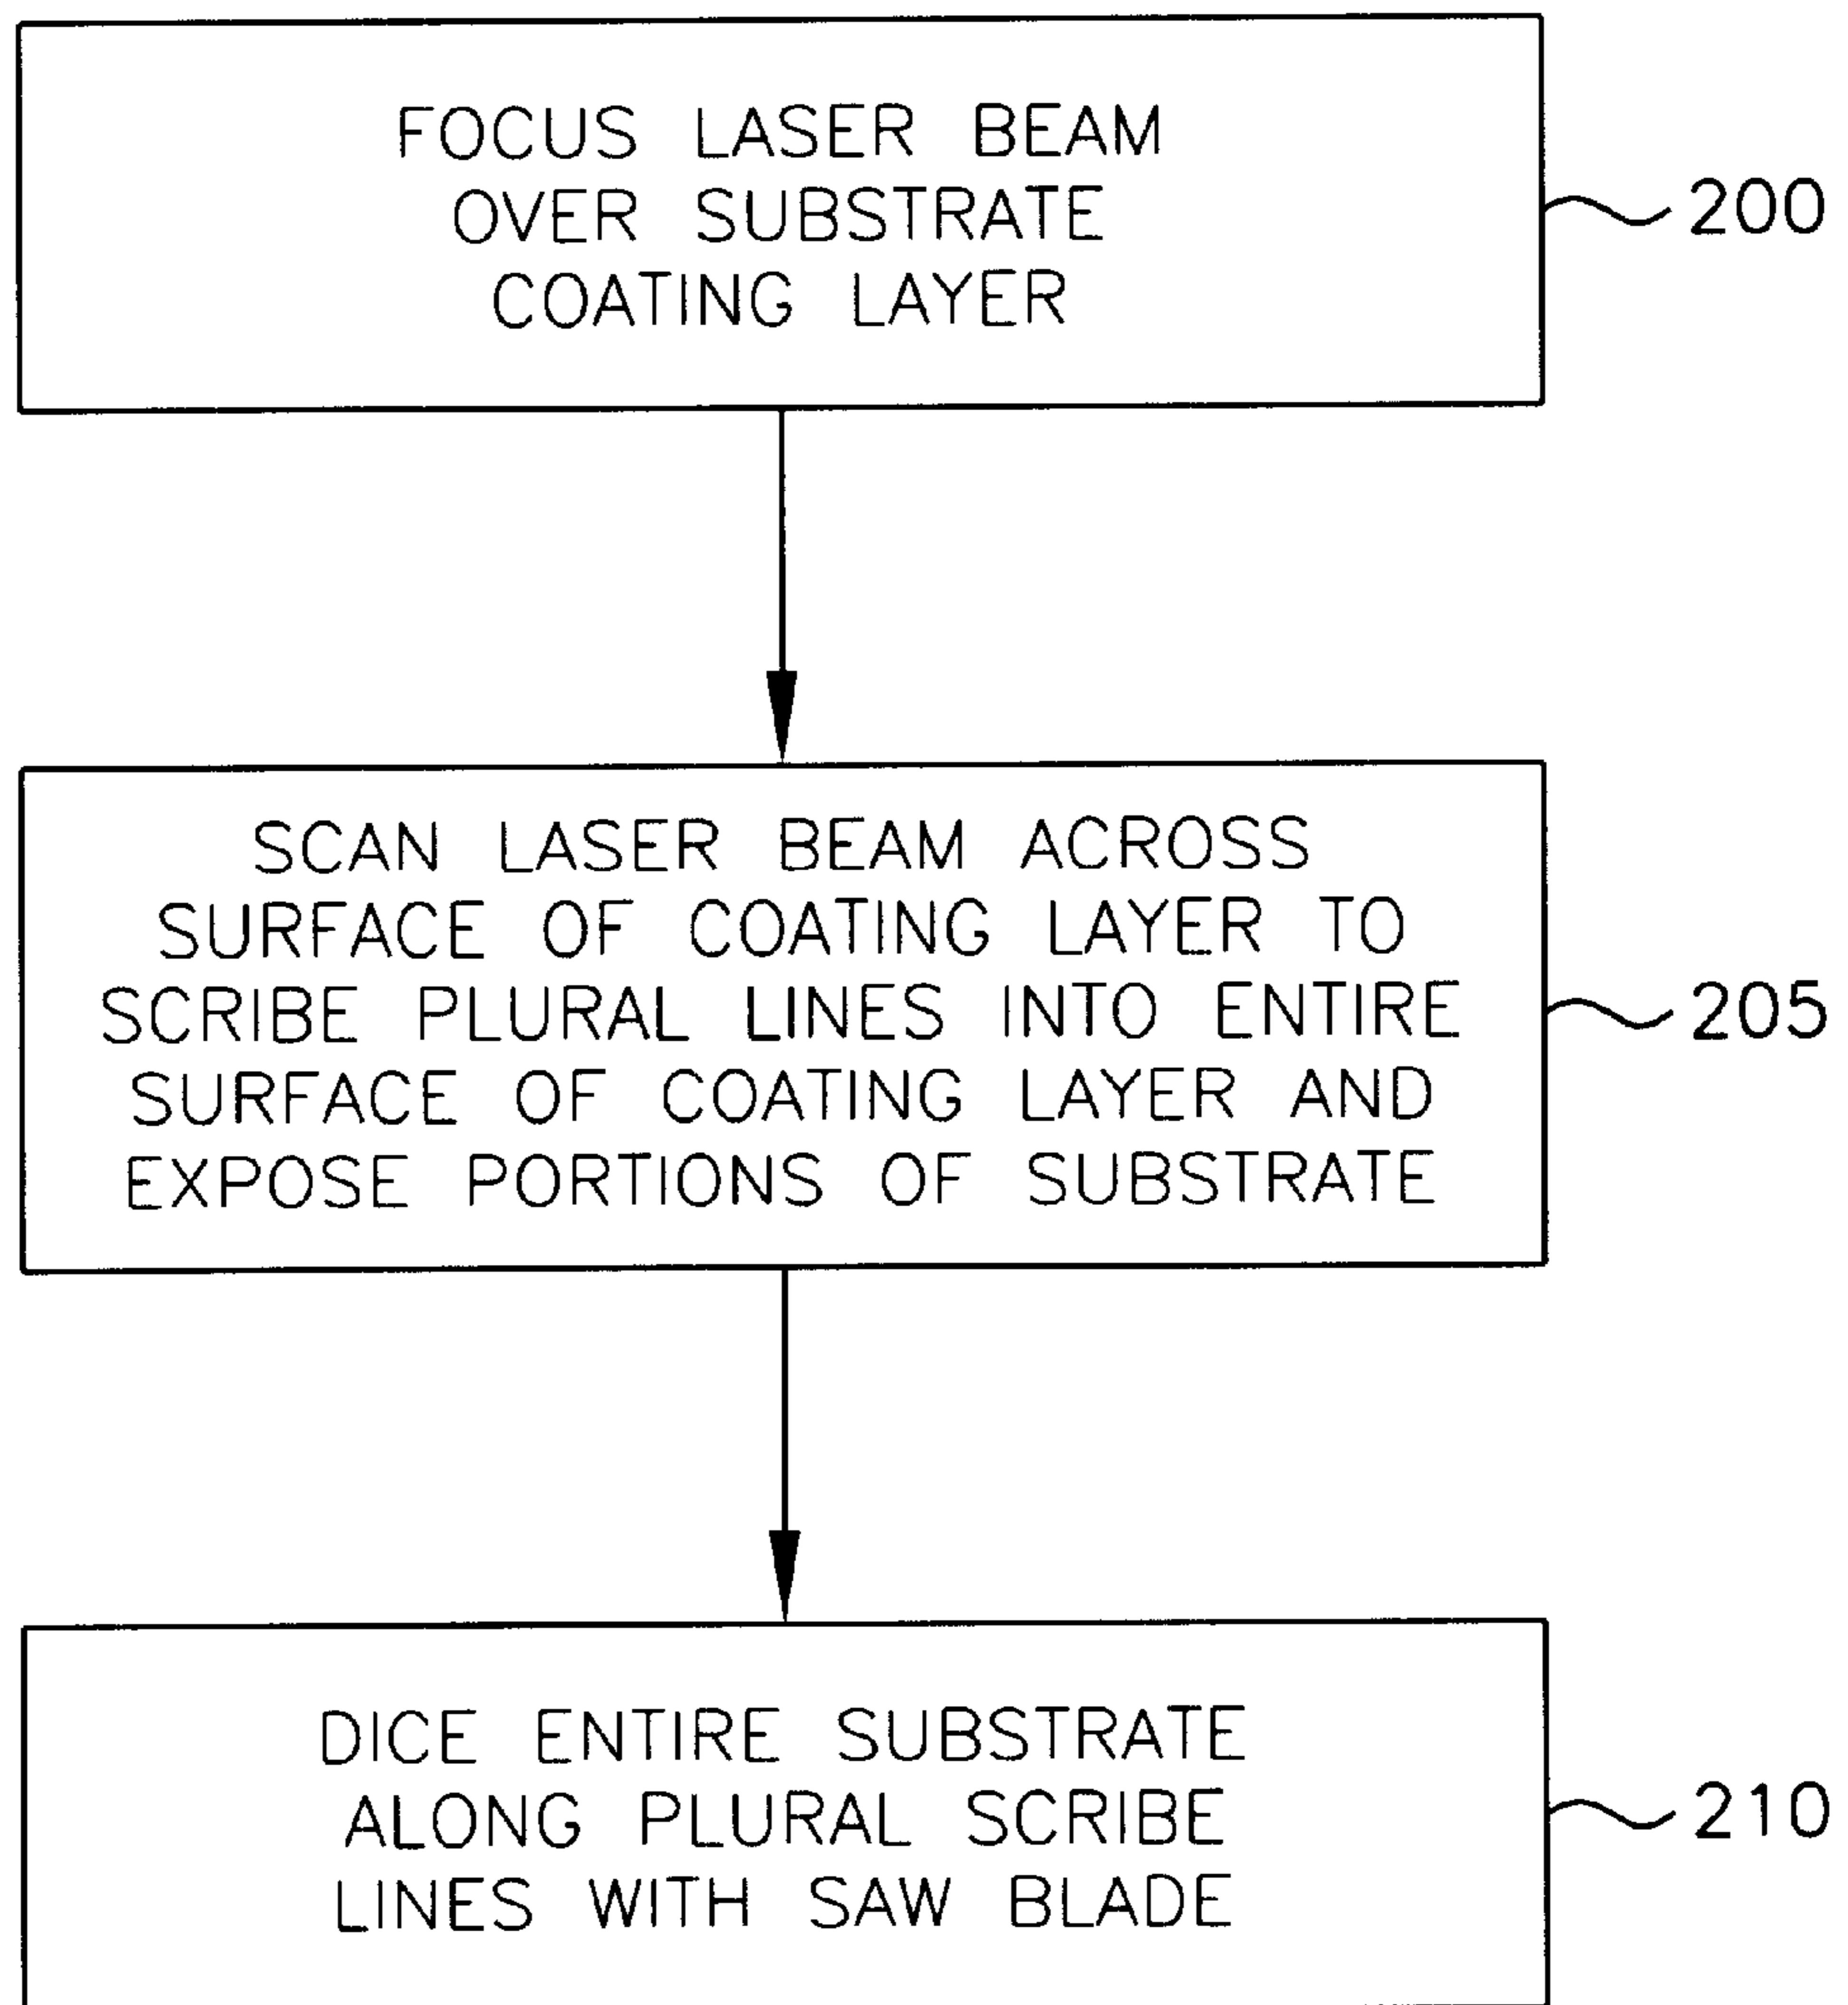 FOCUS LASER BEAM
OVER SUBSTRATE
COATING LAYER
200
SCAN LASER BEAM ACROSS
SURFACE OF COATING LAYER TO
SCRIBE PLURAL LINES INTO ENTIRE
SURFACE OF COATING LAYER AND
EXPOSE PORTIONS OF SUBSTRATE
205
DICE ENTIRE SUBSTRATE
ALONG PLURAL SCRIBE
LINES WITH SAW BLADE
210